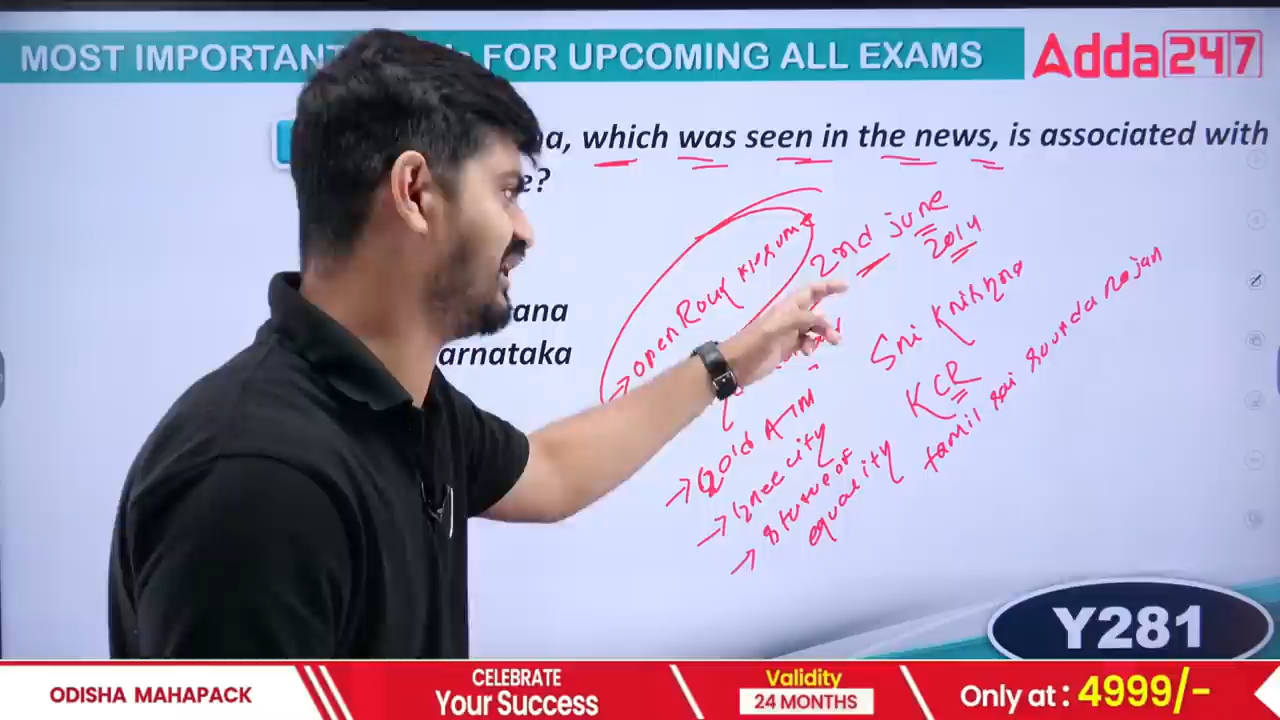 MOST IMPORTANT FOR UPCOMING ALL EXAMS
Adda247
which was seen in the news, is associated with
e?
ana
arnataka
2nd june
2014
→ open Rock
Sri Krishna
KCR
tamil sai sounda rajan
→ Gold ATM
→ tree city
→ statue of
equality
Y281
ODISHA MAHAPACK
CELEBRATE
Your Success
Validity
24 MONTHS
Only at : 4999/-